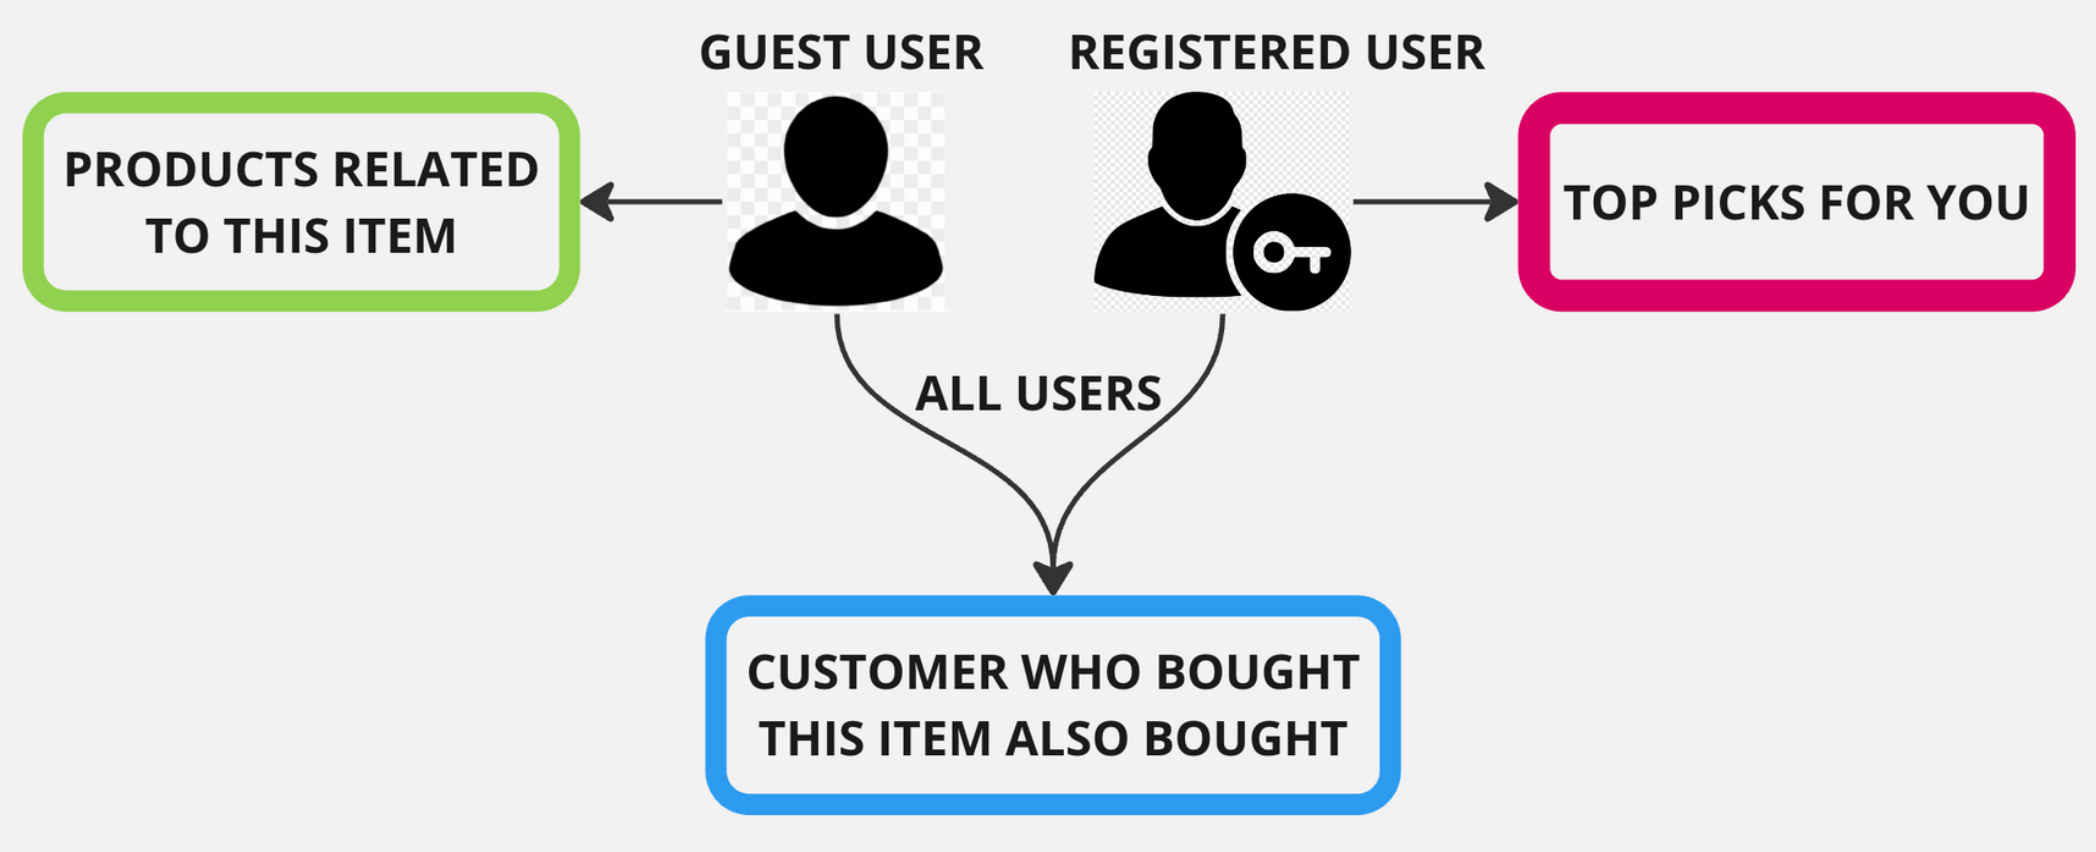 GUEST USER
REGISTERED USER
PRODUCTS RELATED
TO THIS ITEM
TOP PICKS FOR YOU
ALL USERS
CUSTOMER WHO BOUGHT
THIS ITEM ALSO BOUGHT